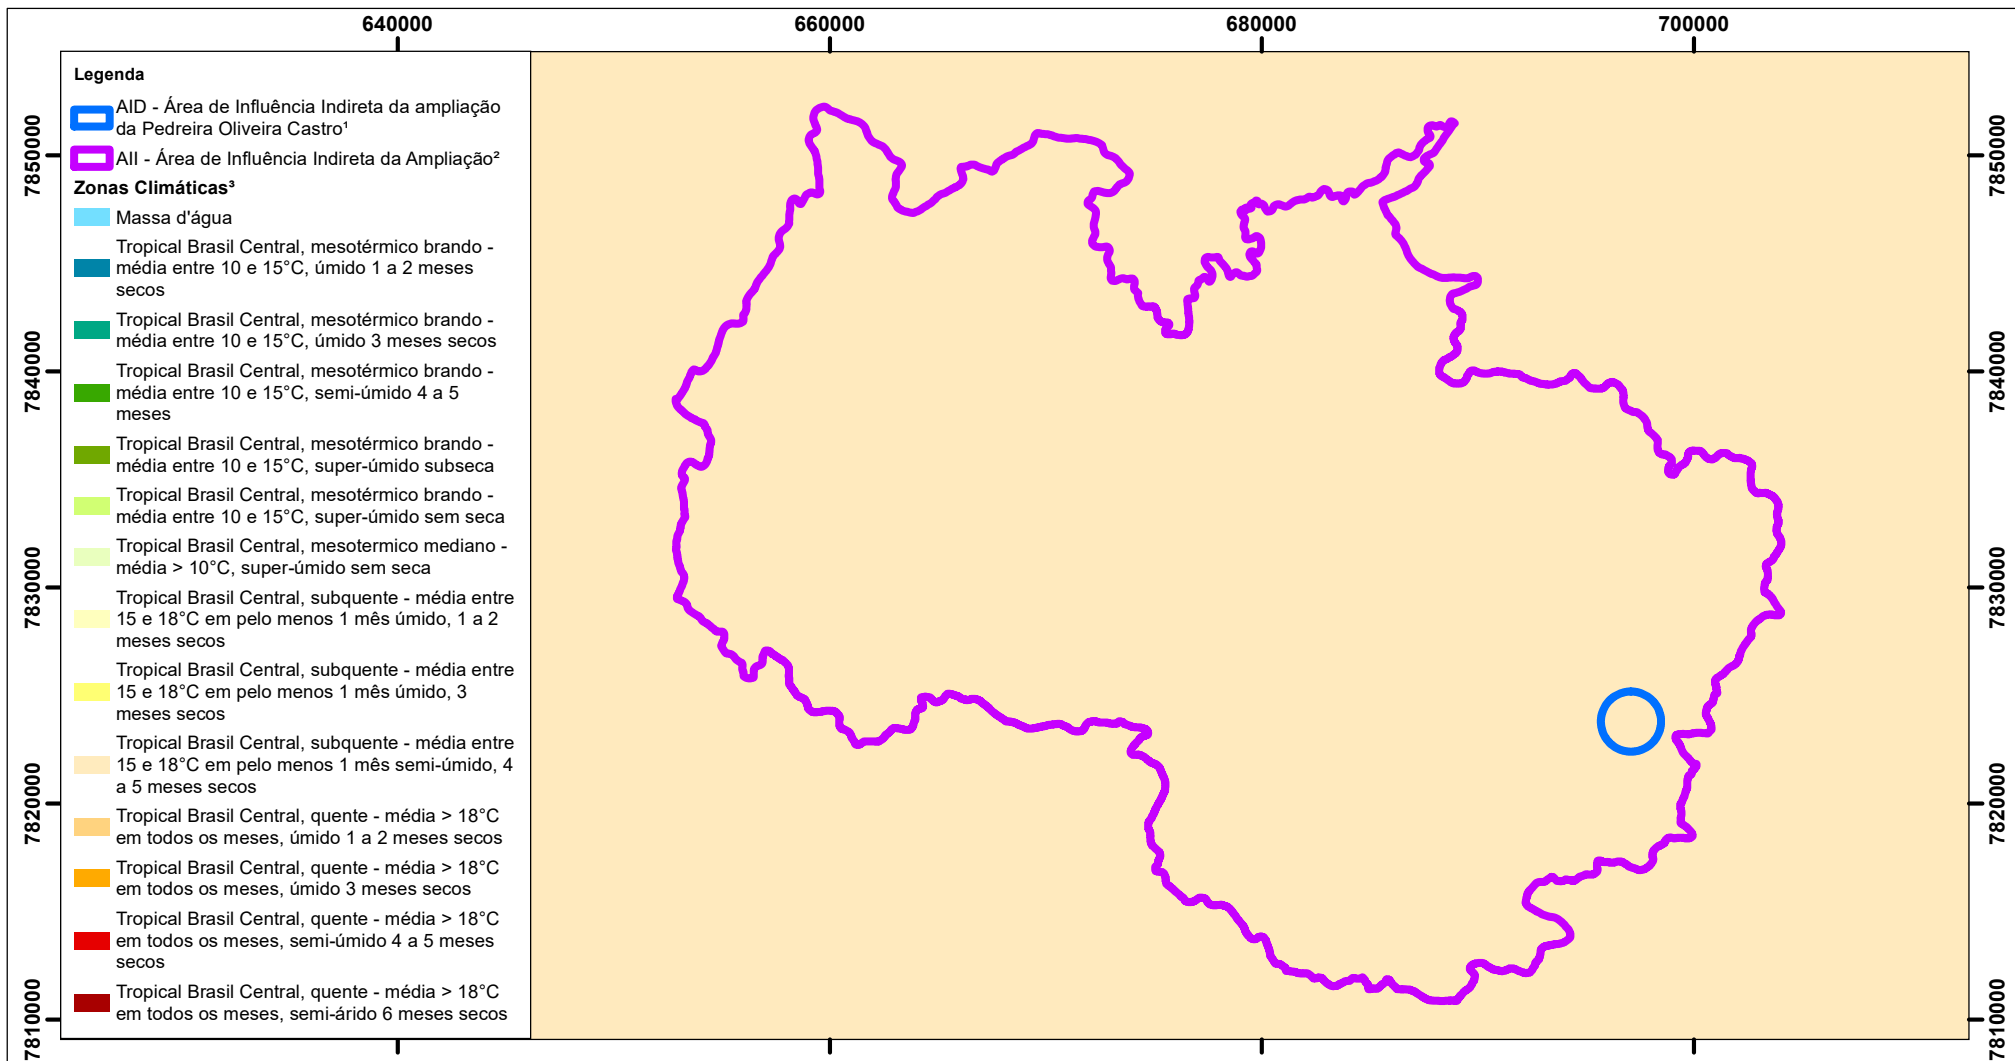 640000
660000
680000
700000
Legenda
AID - Área de Influência Indireta da ampliação
da Pedreira Oliveira Castro¹
AII - Área de Influência Indireta da Ampliação²
Zonas Climáticas³
Massa d'água
Tropical Brasil Central, mesotérmico brando -
média entre 10 e 15°C, úmido 1 a 2 meses
secos
Tropical Brasil Central, mesotérmico brando -
média entre 10 e 15°C, úmido 3 meses secos
Tropical Brasil Central, mesotérmico brando -
média entre 10 e 15°C, semi-úmido 4 a 5
meses
Tropical Brasil Central, mesotérmico brando -
média entre 10 e 15°C, super-úmido subseca
Tropical Brasil Central, mesotérmico brando -
média entre 10 e 15°C, super-úmido sem seca
Tropical Brasil Central, mesotermico mediano -
média > 10°C, super-úmido sem seca
Tropical Brasil Central, subquente - média entre
15 e 18°C em pelo menos 1 mês úmido, 1 a 2
meses secos
Tropical Brasil Central, subquente - média entre
15 e 18°C em pelo menos 1 mês úmido, 3
meses secos
Tropical Brasil Central, subquente - média entre
15 e 18°C em pelo menos 1 mês semi-úmido, 4
a 5 meses secos
Tropical Brasil Central, quente - média > 18°C
em todos os meses, úmido 1 a 2 meses secos
Tropical Brasil Central, quente - média > 18°C
em todos os meses, úmido 3 meses secos
Tropical Brasil Central, quente - média > 18°C
em todos os meses, semi-úmido 4 a 5 meses
secos
Tropical Brasil Central, quente - média > 18°C
em todos os meses, semi-árido 6 meses secos
7850000
7840000
7830000
7820000
7810000
7850000
7840000
7830000
7820000
7810000